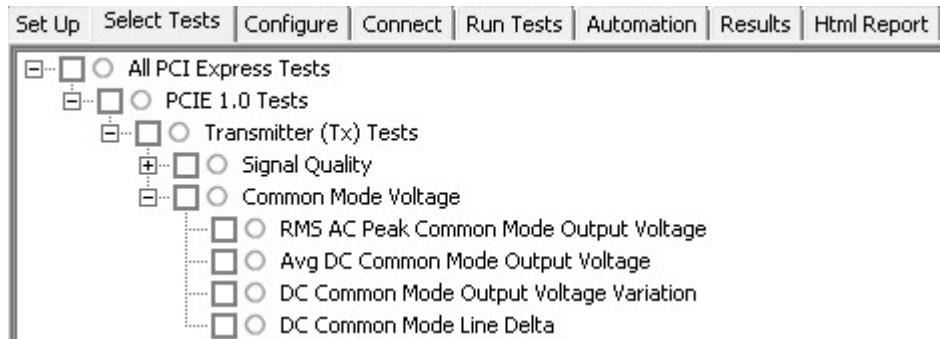 Set Up Select Tests Configure Connect Run Tests Automation Results Html Report
All PCI Express Tests
PCIE 1.0 Tests
Transmitter (Tx) Tests
Signal Quality
Common Mode Voltage
RMS AC Peak Common Mode Output Voltage
Avg DC Common Mode Output Voltage
DC Common Mode Output Voltage Variation
DC Common Mode Line Delta